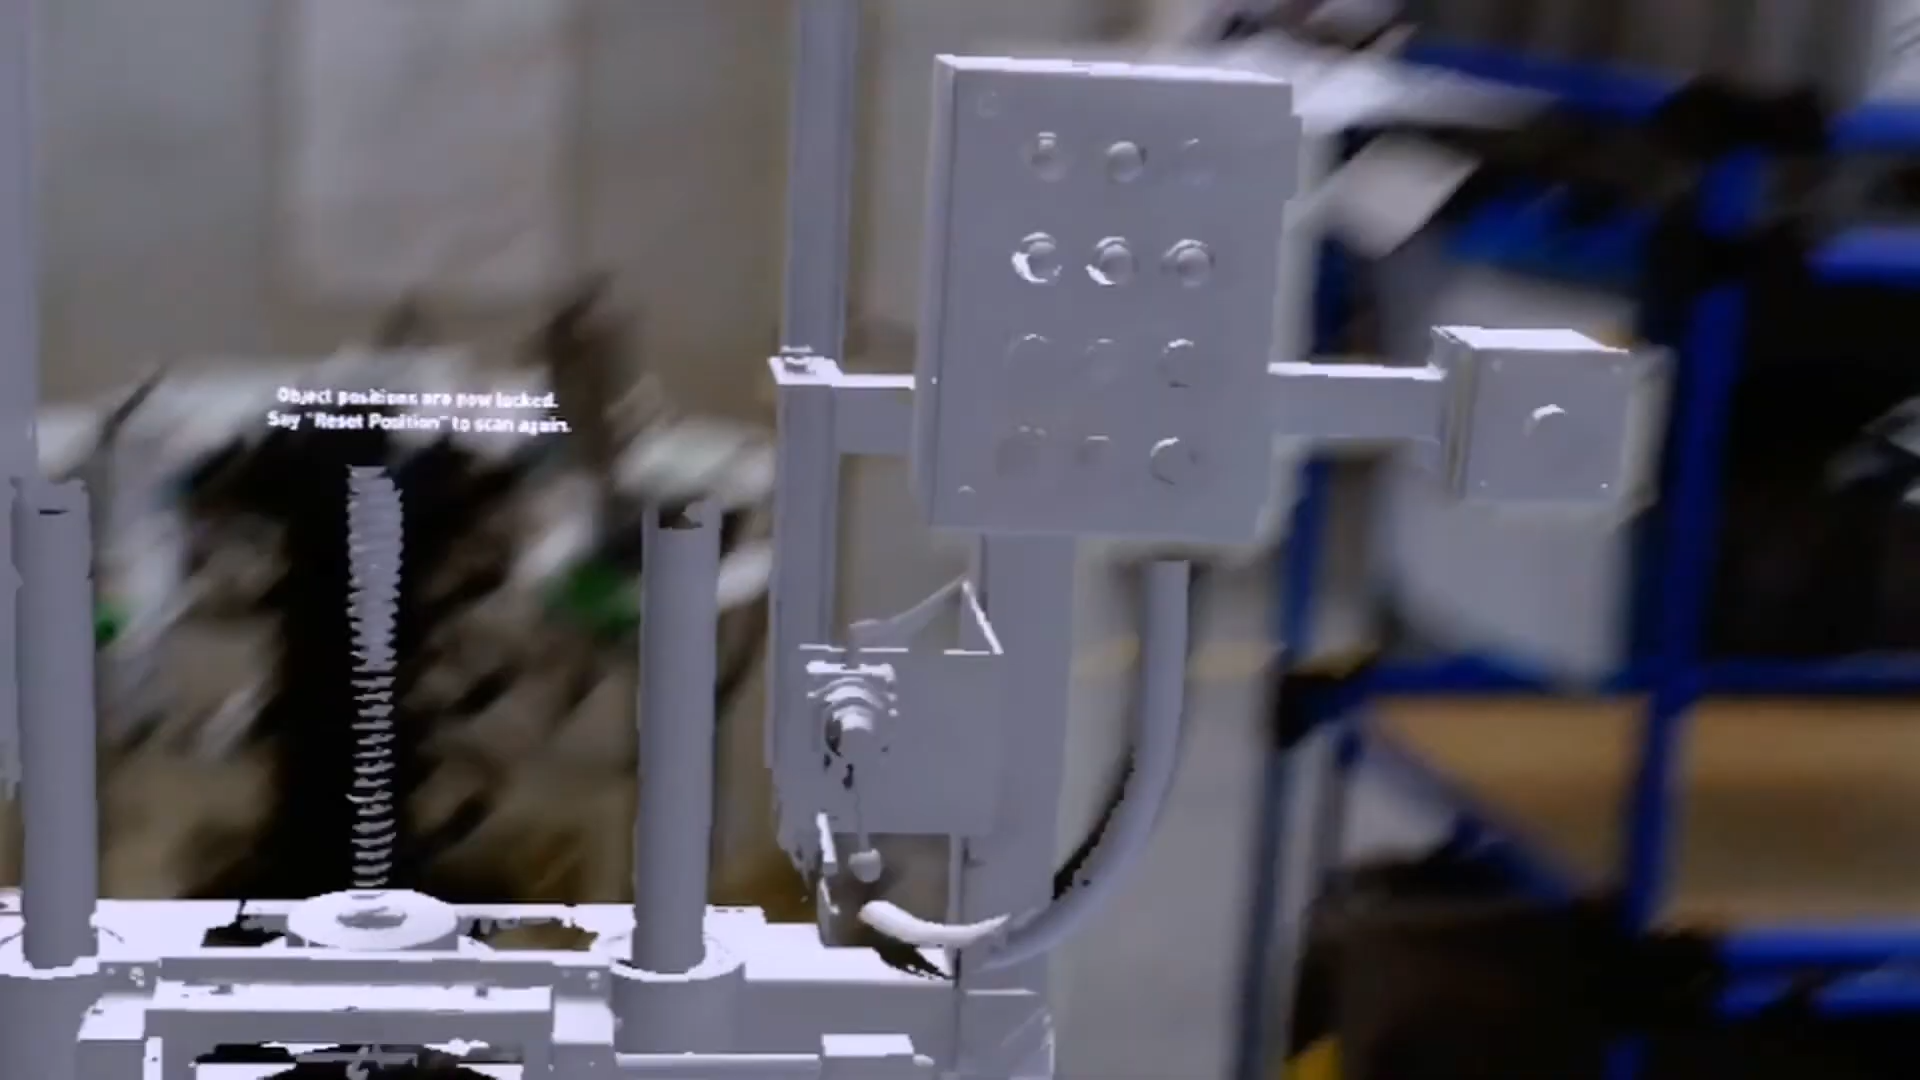 Object positions are now locked.
Say "Reset Position" to scan again.